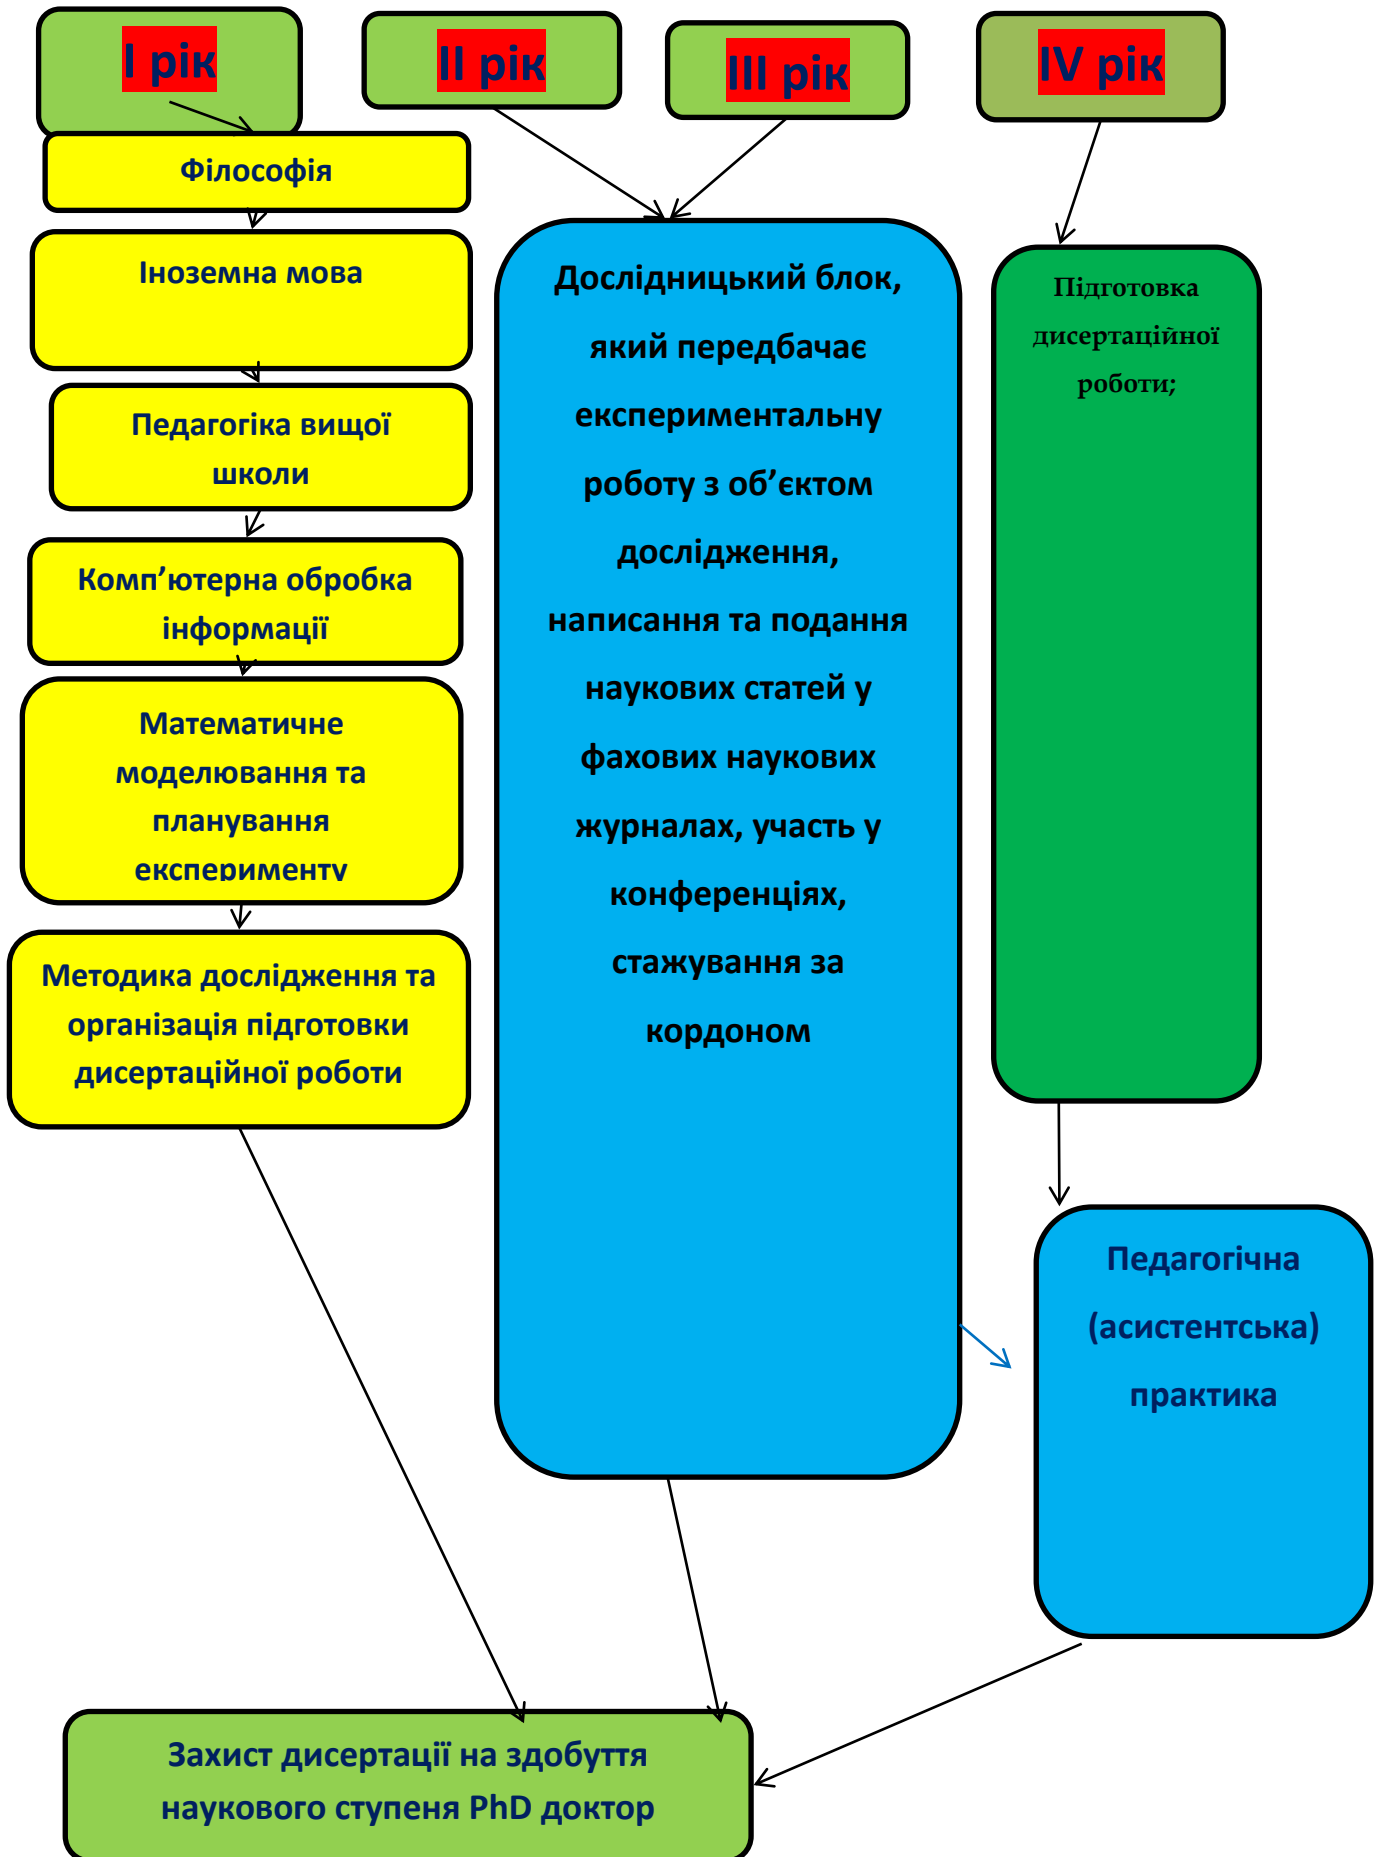 І рік
ІІ рік
ІІІ рік
IV рік
Філософія
Іноземна мова
Педагогіка вищої
школи
Комп’ютерна обробка
інформації
Математичне
моделювання та
планування
експерименту
Методика дослідження та
організація підготовки
дисертаційної роботи
Дослідницький блок,
який передбачає
експериментальну
роботу з об’єктом
дослідження,
написання та подання
наукових статей у
фахових наукових
журналах, участь у
конференціях,
стажування за
кордоном
Підготовка
дисертаційної
роботи;
Педагогічна
(асистентська)
практика
Захист дисертації на здобуття
наукового ступеня PhD доктор